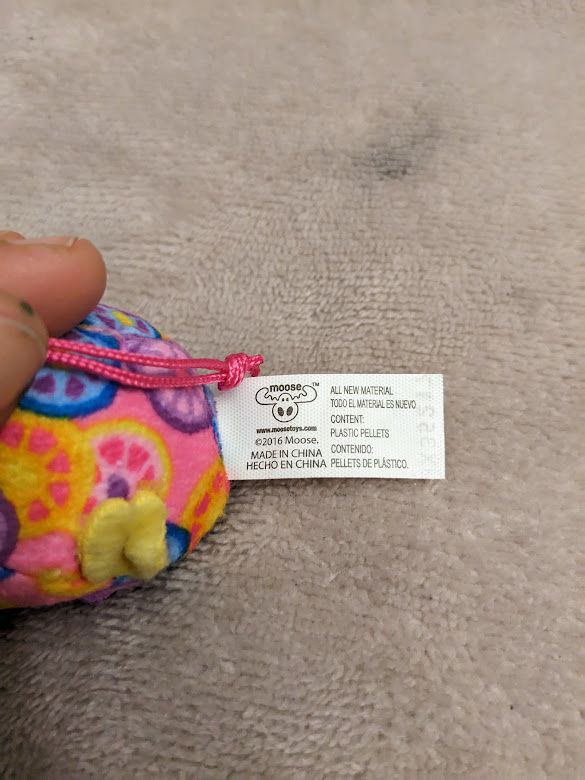 moose™
www.moosetoys.com
©2016 Moose.
MADE IN CHINA
HECHO EN CHINA
ALL NEW MATERIAL
TODO EL MATERIAL ES NUEVO
CONTENT:
PLASTIC PELLETS
CONTENIDO:
PELLETS DE PLÁSTICO.